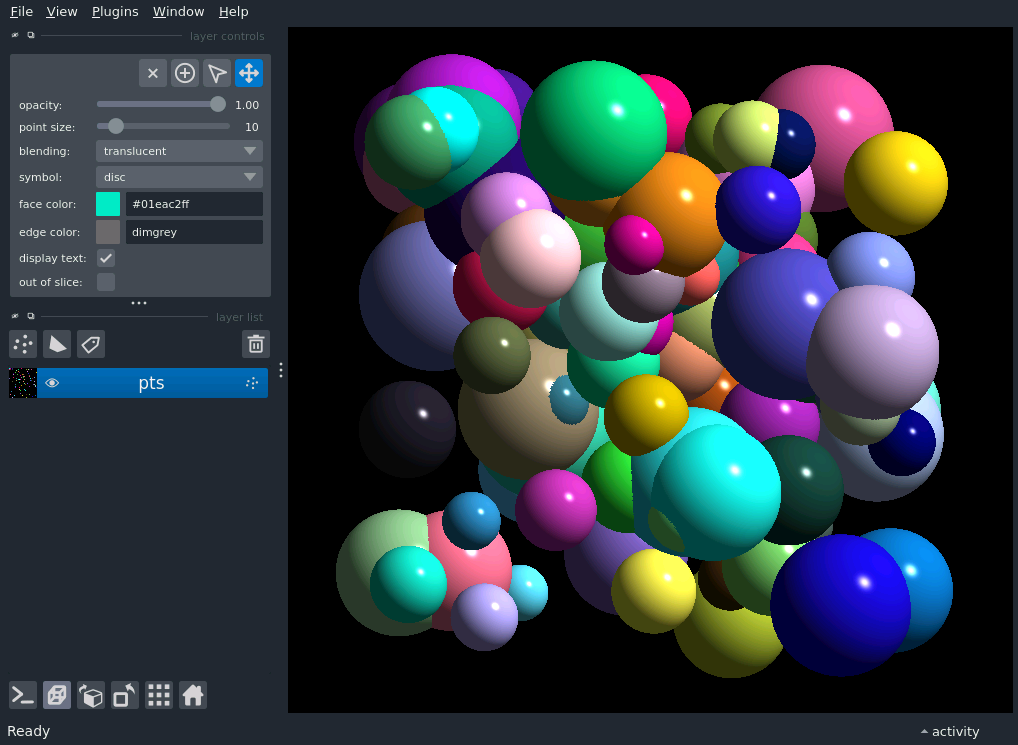 File View Plugins Window Help
layer controls
opacity: 1.00
point size: 10
blending: translucent
symbol: disc
face color: #01eac2ff
edge color: dimgrey
display text:
out of slice:
layer list
pts
Ready activity